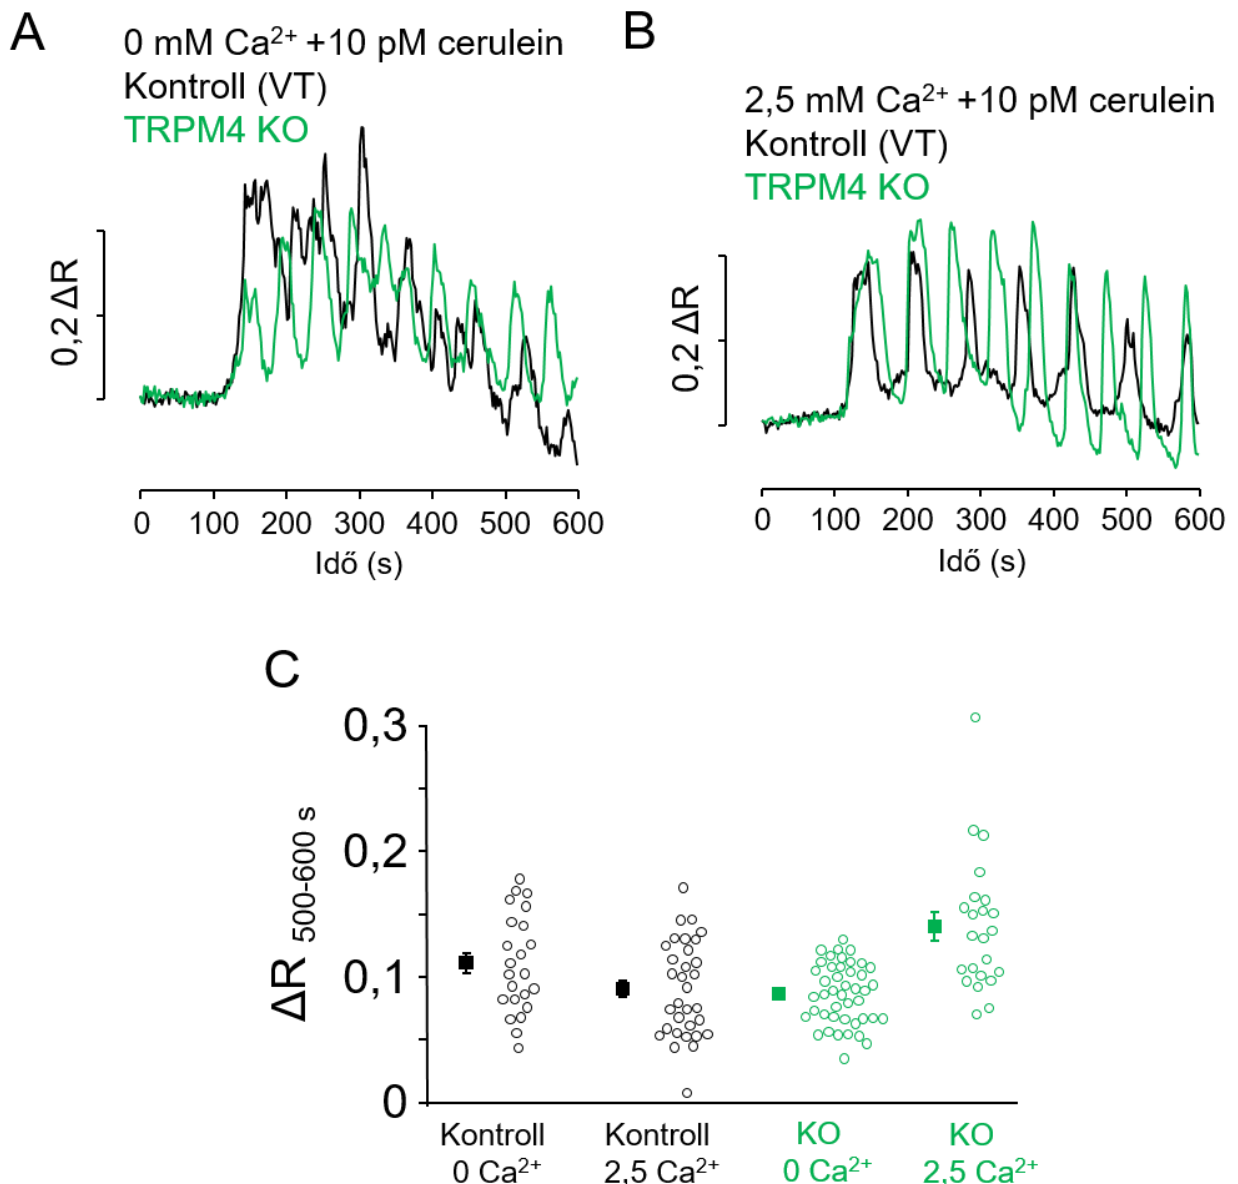 A
0 mM Ca²⁺ +10 pM cerulein
Kontroll (VT)
TRPM4 KO
0,2 ΔR
0 100 200 300 400 500 600
Idő (s)
B
2,5 mM Ca²⁺ +10 pM cerulein
Kontroll (VT)
TRPM4 KO
0,2 ΔR
0 100 200 300 400 500 600
Idő (s)
C
ΔR 500-600 s
0,3
0,2
0,1
0
Kontroll
0 Ca²⁺
Kontroll
2,5 Ca²⁺
KO
0 Ca²⁺
KO
2,5 Ca²⁺